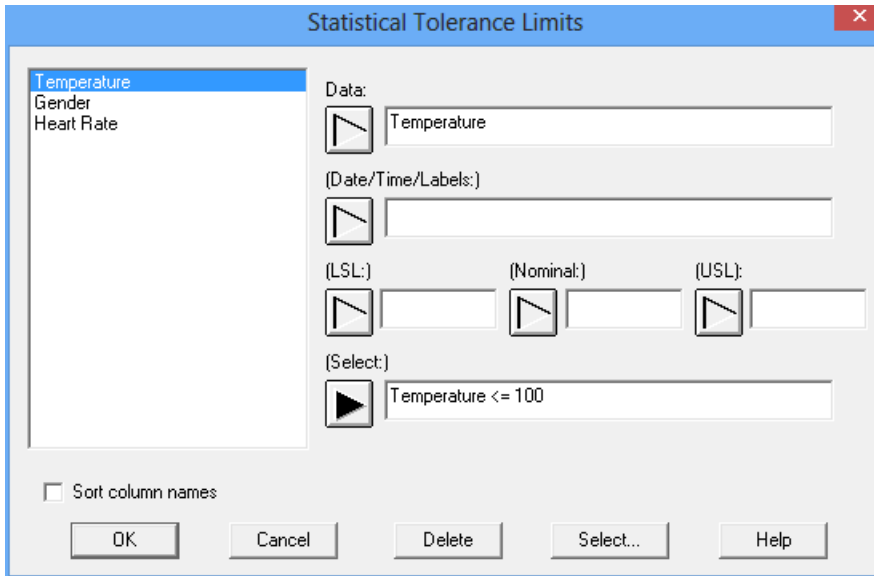 Statistical Tolerance Limits
Temperature
Gender
Heart Rate
Data:
Temperature
(Date/Time/Labels:)
(LSL:)
(Nominal:)
(USL):
(Select:)
Temperature <= 100
Sort column names
OK
Cancel
Delete
Select...
Help